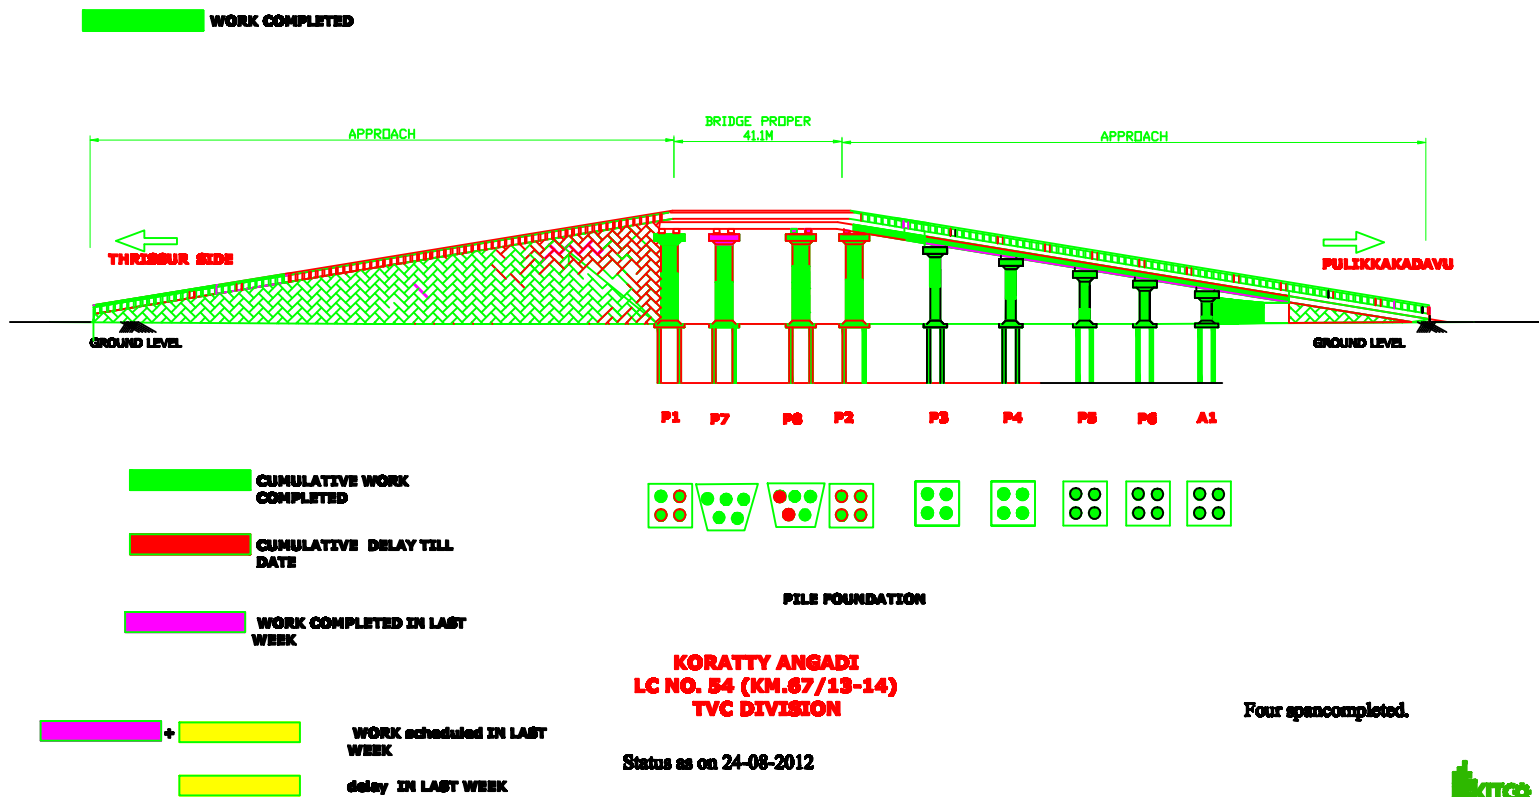 WORK COMPLETED
BRIDGE PROPER
41.1M
APPROACH
APPROACH
THRISSUR SIDE
PULIKKAKADAVU
GROUND LEVEL
GROUND LEVEL
P1 P7 P8 P2 P3 P4 P5 P6 A1
CUMULATIVE WORK
COMPLETED
CUMULATIVE DELAY TILL
DATE
PILE FOUNDATION
WORK COMPLETED IN LAST
WEEK
KORATTY ANGADI
LC NO. 54 (KM.67/13-14)
TVC DIVISION
Four spancompleted.
+
WORK scheduled IN LAST
WEEK
Status as on 24-08-2012
delay IN LAST WEEK
KITCO